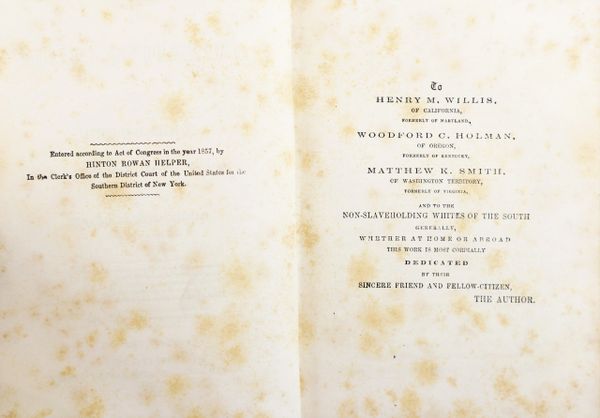 Entered according to Act of Congress in the year 1857, by
HINTON ROWAN HELPER,
In the Clerk's Office of the District Court of the United States for the
Southern District of New York.
To
HENRY M. WILLIS,
OF CALIFORNIA,
FORMERLY OF MARYLAND,
WOODFORD C. HOLMAN,
OF OREGON,
FORMERLY OF KENTUCKY,
MATTHEW K. SMITH,
OF WASHINGTON TERRITORY,
FORMERLY OF VIRGINIA,
AND TO THE
NON-SLAVEHOLDING WHITES OF THE SOUTH
GENERALLY,
WHETHER AT HOME OR ABROAD
THIS WORK IS MOST CORDIALLY
DEDICATED
BY THEIR
SINCERE FRIEND AND FELLOW-CITIZEN,
THE AUTHOR.